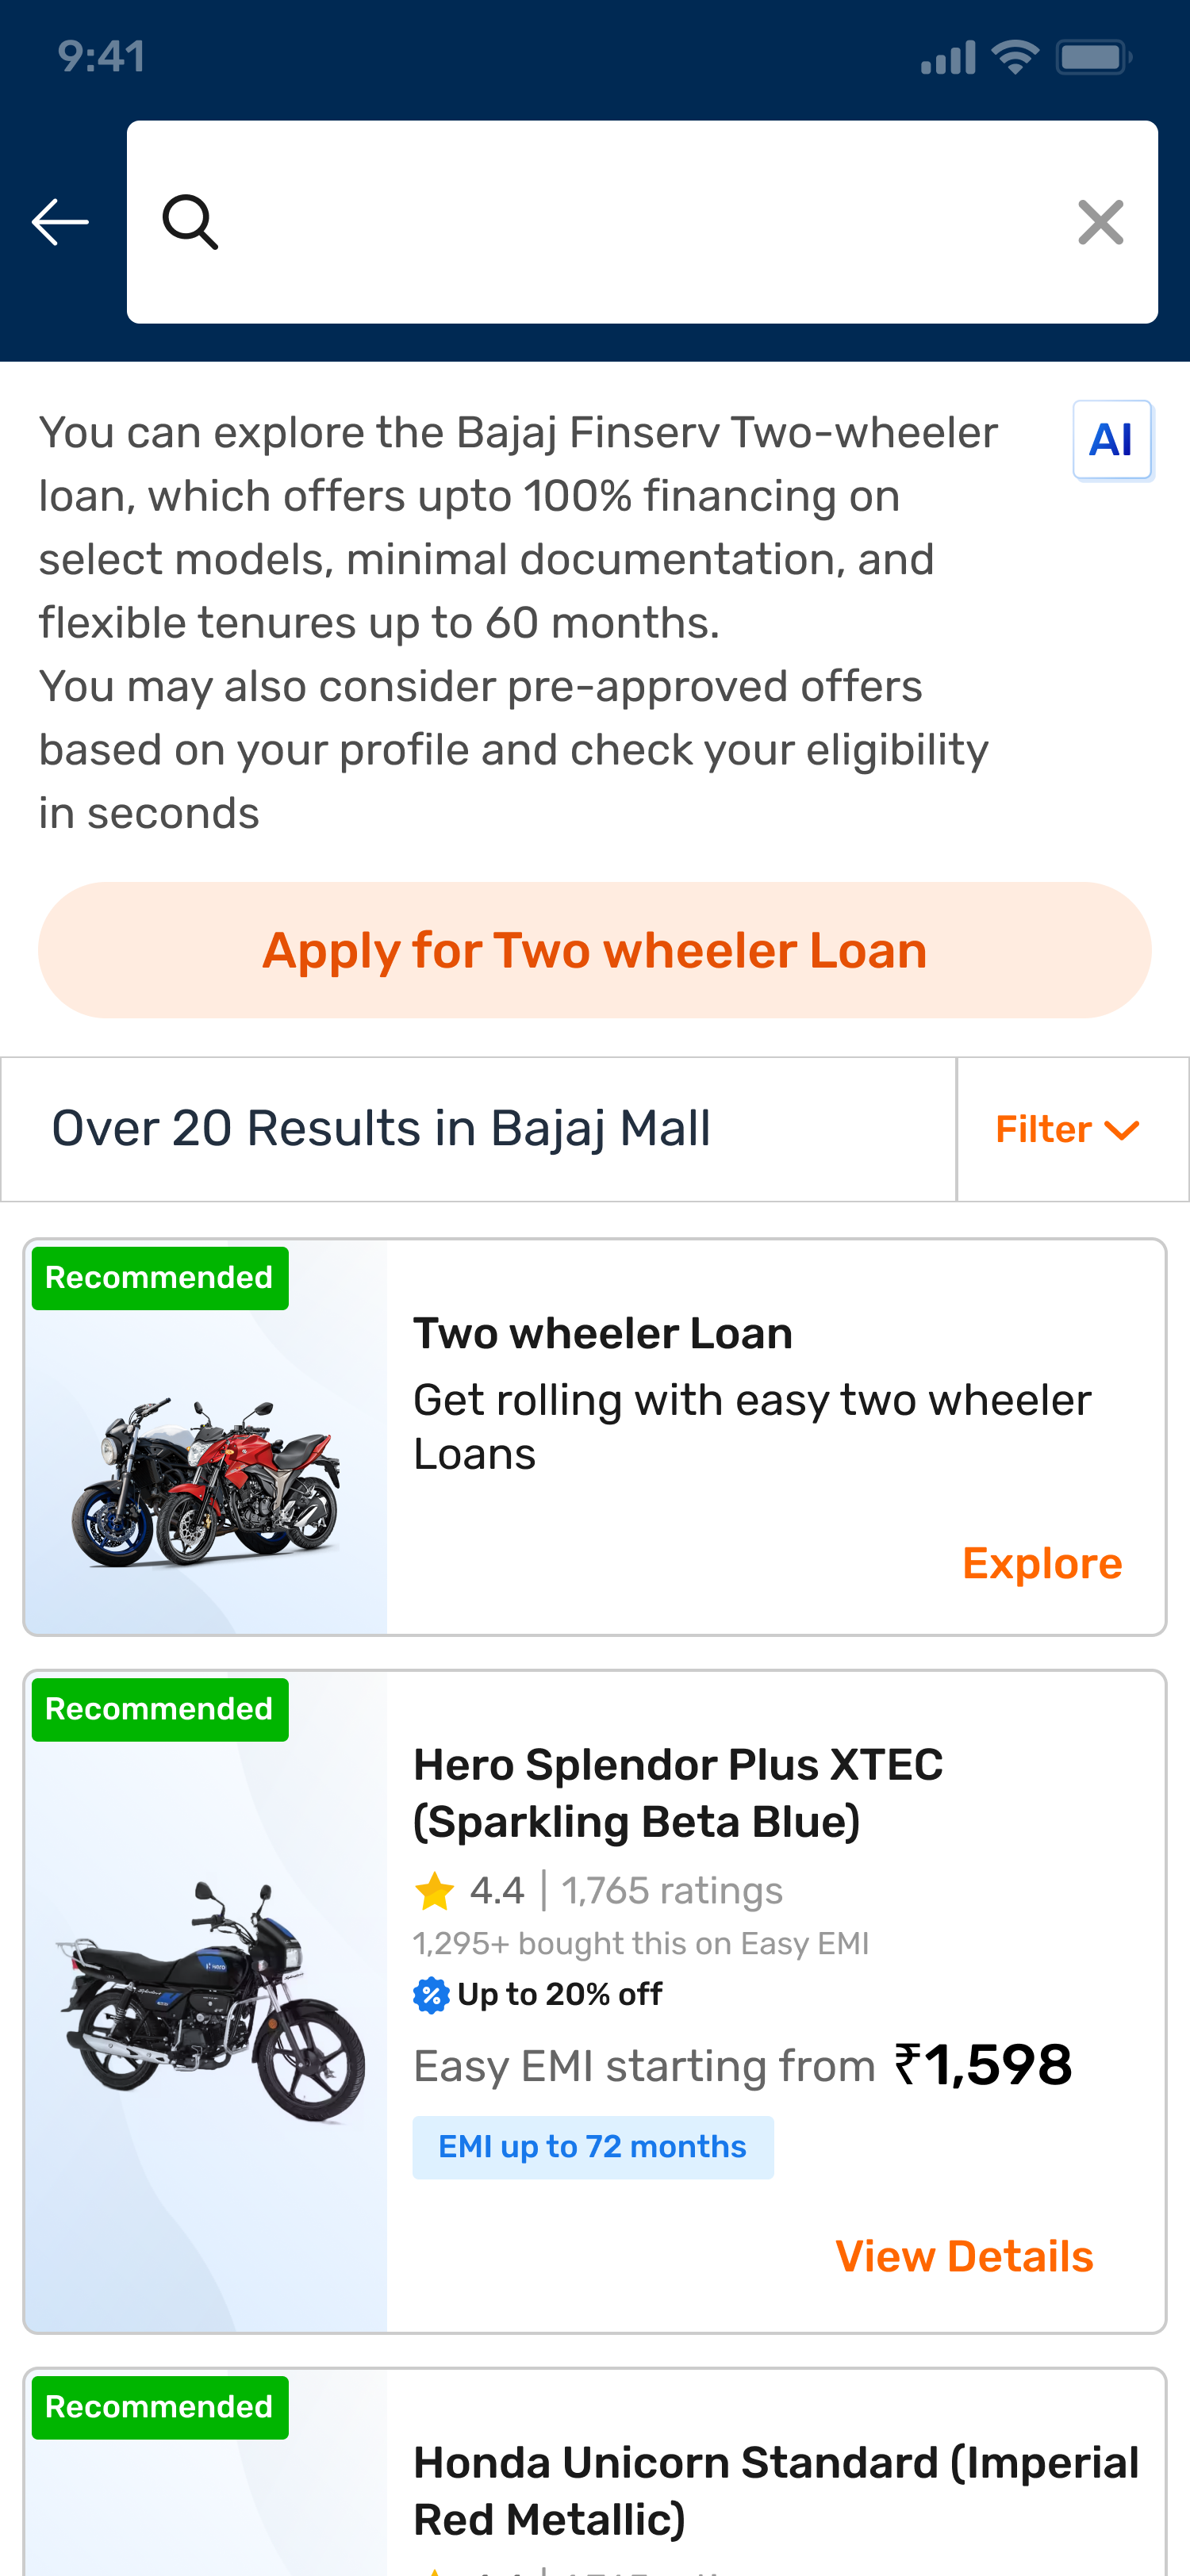 9:41
You can explore the Bajaj Finserv Two-wheeler
loan, which offers upto 100% financing on
select models, minimal documentation, and
flexible tenures up to 60 months.
You may also consider pre-approved offers
based on your profile and check your eligibility
in seconds
AI
Apply for Two wheeler Loan
Over 20 Results in Bajaj Mall
Filter
Recommended
Two wheeler Loan
Get rolling with easy two wheeler
Loans
Explore
Recommended
Hero Splendor Plus XTEC
(Sparkling Beta Blue)
4.4 | 1,765 ratings
1,295+ bought this on Easy EMI
% Up to 20% off
Easy EMI starting from ₹1,598
EMI up to 72 months
View Details
Recommended
Honda Unicorn Standard (Imperial
Red Metallic)